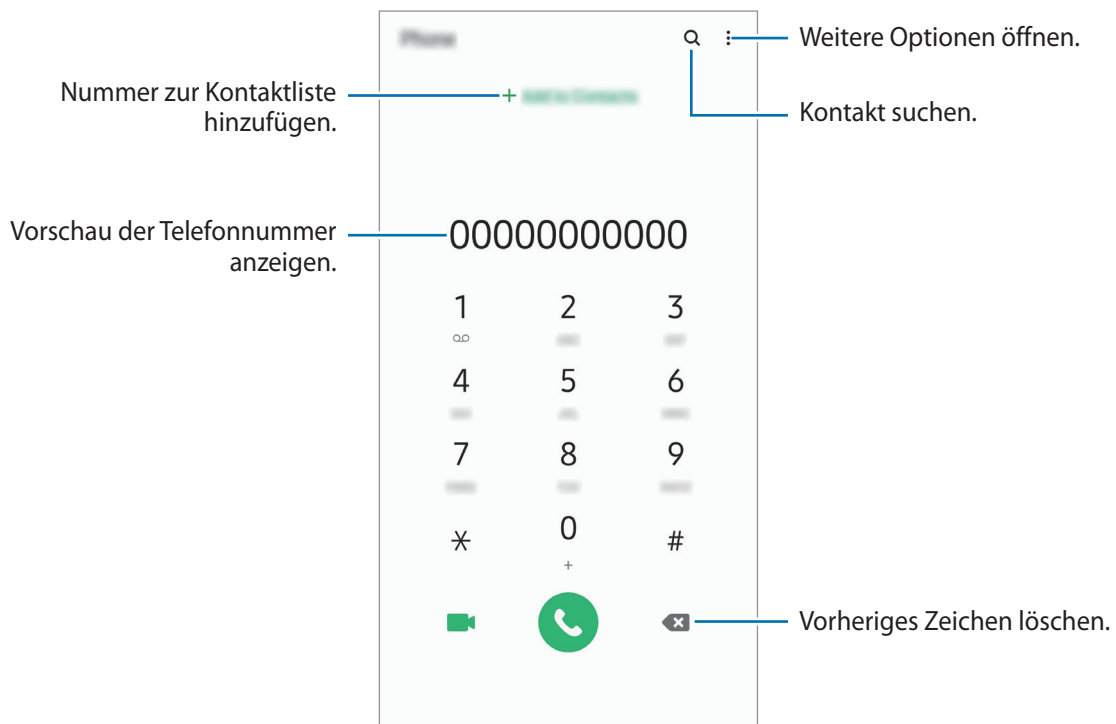 Weitere Optionen öffnen.
Nummer zur Kontaktliste
hinzufügen.
Kontakt suchen.
Vorschau der Telefonnummer
anzeigen.
00000000000
1 2 3
4 5 6
7 8 9
* 0 #
+
Vorheriges Zeichen löschen.